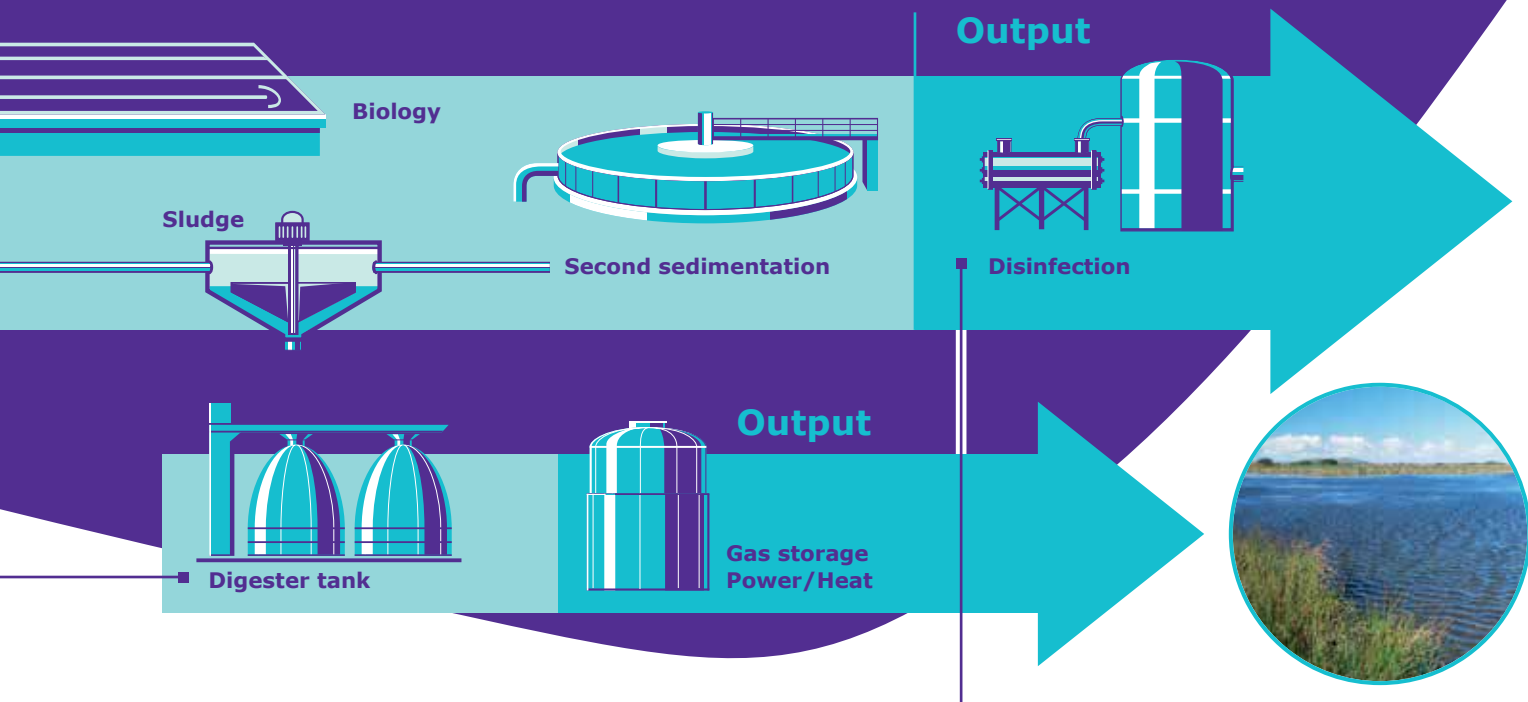 Output
Biology
Sludge
Second sedimentation
Disinfection
Output
Gas storage
Power/Heat
Digester tank